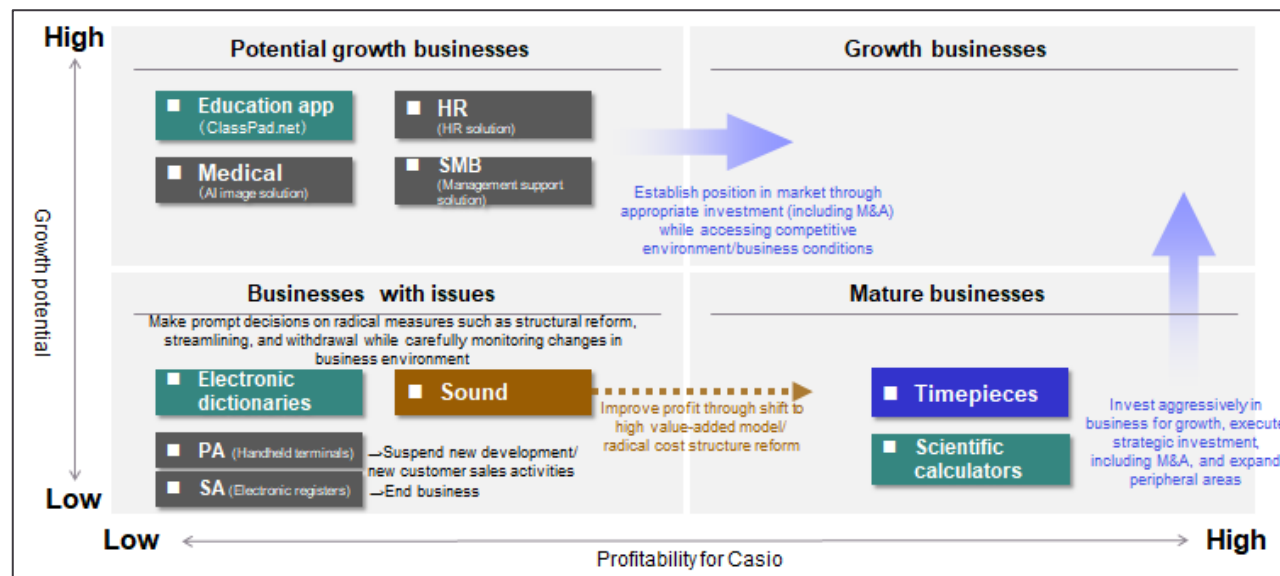 High
Potential growth businesses
Growth businesses
■ Education app
(ClassPad.net)
■ HR
(HR solution)
■ Medical
(AI image solution)
■ SMB
(Management support
solution)
Establish position in market through
appropriate investment (including M&A)
while accessing competitive
environment/business conditions
Growth potential
Businesses with issues
Make prompt decisions on radical measures such as structural reform,
streamlining, and withdrawal while carefully monitoring changes in
business environment
Mature businesses
■ Electronic
dictionaries
■ Sound
Improve profit through shift to
high value-added model/
radical cost structure reform
■ Timepieces
■ Scientific
calculators
Invest aggressively in
business for growth, execute
strategic investment,
including M&A, and expand
peripheral areas
■ PA (Handheld terminals)
→Suspend new development/
new customer sales activities
■ SA (Electronic registers)
→End business
Low
Low
Profitability for Casio
High